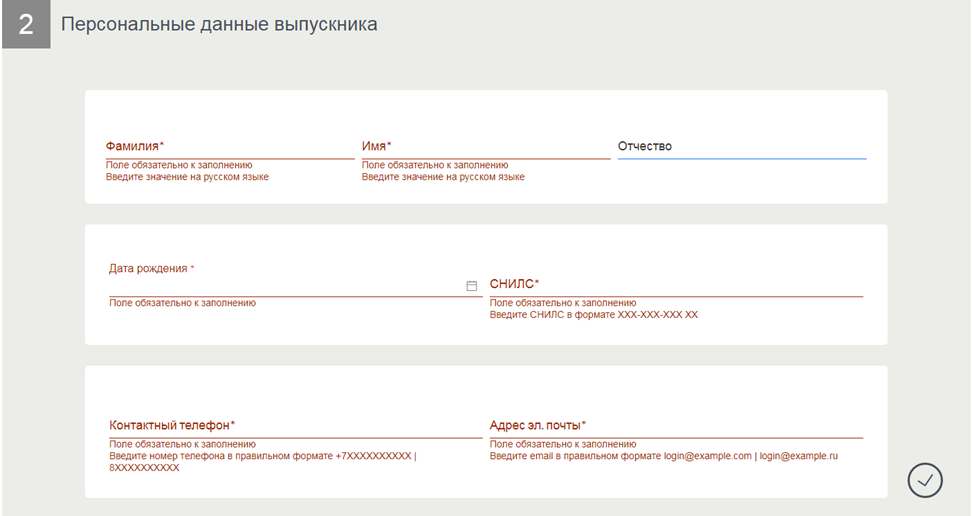 2 Персональные данные выпускника
Фамилия* Имя* Отчество
Поле обязательно к заполнению Поле обязательно к заполнению
Введите значение на русском языке Введите значение на русском языке
Дата рождения *
СНИЛС*
Поле обязательно к заполнению Поле обязательно к заполнению
Введите СНИЛС в формате XXX-XXX-XXX XX
Контактный телефон* Адрес эл. почты*
Поле обязательно к заполнению Поле обязательно к заполнению
Введите номер телефона в правильном формате +7XXXXXXXXXX | Введите email в правильном формате login@example.com | login@example.ru
8XXXXXXXXXX